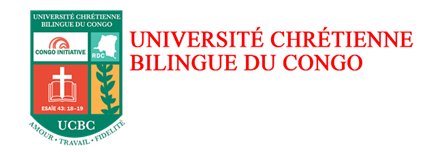 UNIVERSITÉ CHRÉTIENNE
BILINGUE DU CONGO
CONGO INITIATIVE
RDC
ESAÏE 43: 18-19
UCBC
AMOUR • TRAVAIL • FIDELITE
UNIVERSITÉ CHRÉTIENNE
BILINGUE DU CONGO